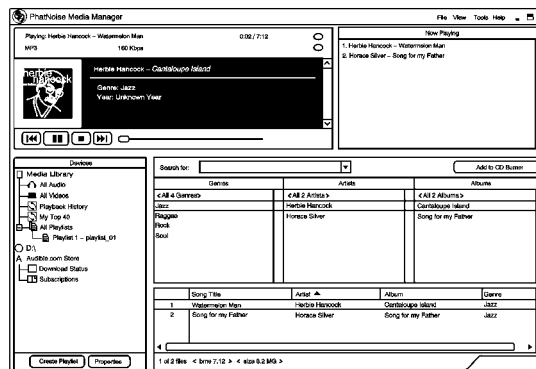 PhatNoise Media Manager File View Tools Help
Playing: Herbie Hancock – Watermelon Man 0:02 / 7:12
MP3 160 Kbps
herbie hancock
Herbie Hancock – Cantaloupe Island
Genre: Jazz
Year: Unknown Year
Now Playing
1. Herbie Hancock – Watermelon Man
2. Horace Silver – Song for my Father
Devices
Media Library
All Audio
All Videos
Playback History
My Top 40
All Playlists
Playlist 1 – playlist_01
D:\
Audible.com Store
Download Status
Subscriptions
Create Playlist Properties
Search for: Add to CD Burner
Genres Artists Albums
<All 4 Genres> <All 2 Artists> <All 2 Albums>
Jazz Herbie Hancock Cantaloupe Island
Raggae Horace Silver Song for my Father
Rock
Soul
Song Title Artist Album Genre
1 Watermelon Man Herbie Hancock Cantaloupe Island Jazz
2 Song for my Father Horace Silver Song for my Father Jazz
1 of 2 files < bme 7.12 > < size 8.2 MG >